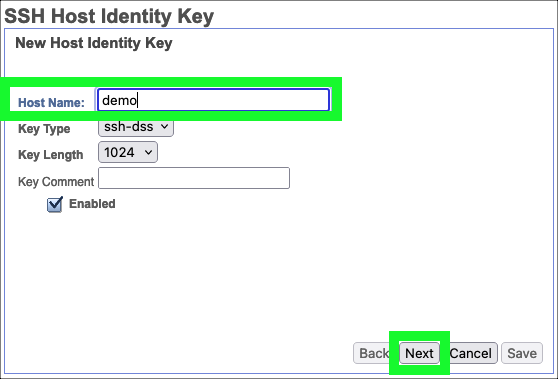 SSH Host Identity Key
New Host Identity Key
Host Name: demo
Key Type ssh-dss
Key Length 1024
Key Comment
Enabled
Back Next Cancel Save